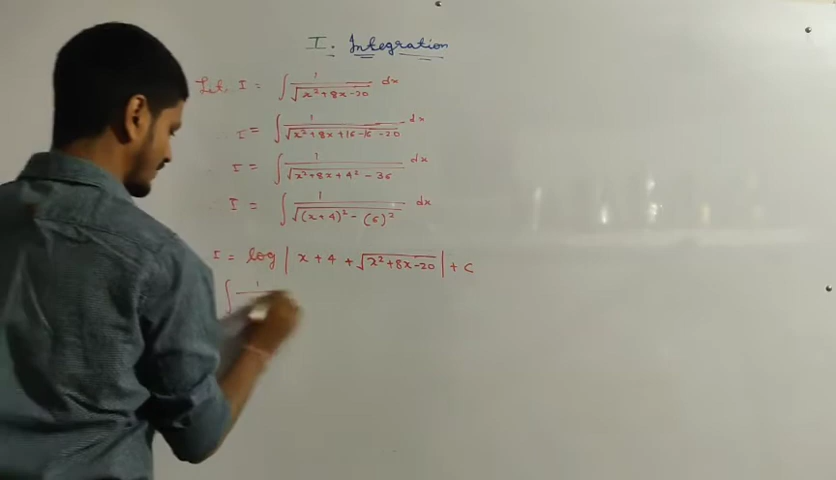 I. Integration
Let, I = ∫ 1/√(x²+8x-20) dx
I = ∫ 1/√(x²+8x+16-16-20) dx
I = ∫ 1/√(x²+8x+4²-36) dx
I = ∫ 1/√((x+4)²-(6)²) dx
I = log | x+4 + √(x²+8x-20) | + c
∫ 1